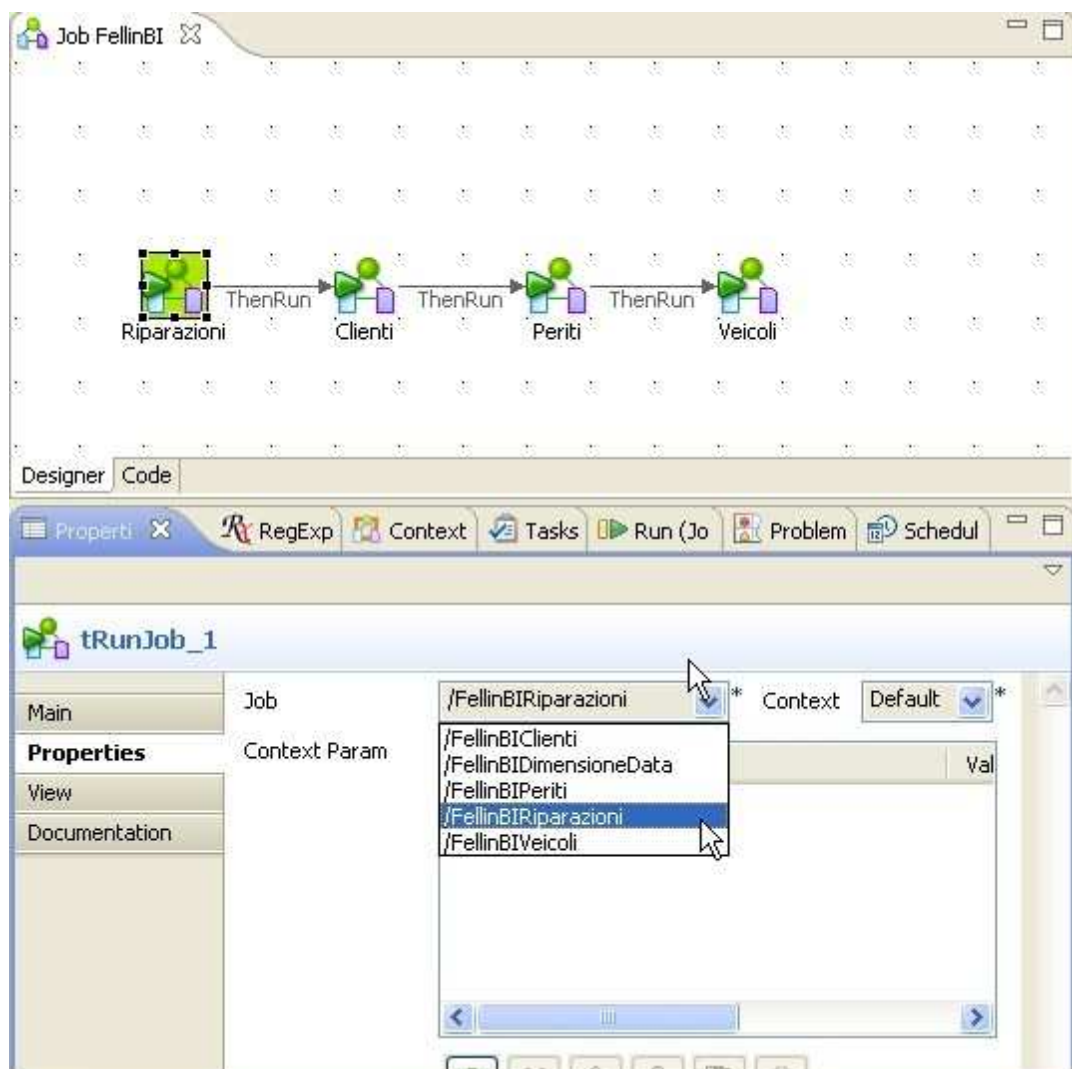 Job FellinBI
ThenRun ThenRun ThenRun
Riparazioni Clienti Periti Veicoli
Designer Code
Properti RegExp Context Tasks Run (Jo Problem Schedul
tRunJob_1
Job /FellinBIRiparazioni * Context Default *
Main
Properties
View
Documentation
Context Param
Val
/FellinBIClienti
/FellinBIDimensioneData
/FellinBIPeriti
/FellinBIRiparazioni
/FellinBIVeicoli